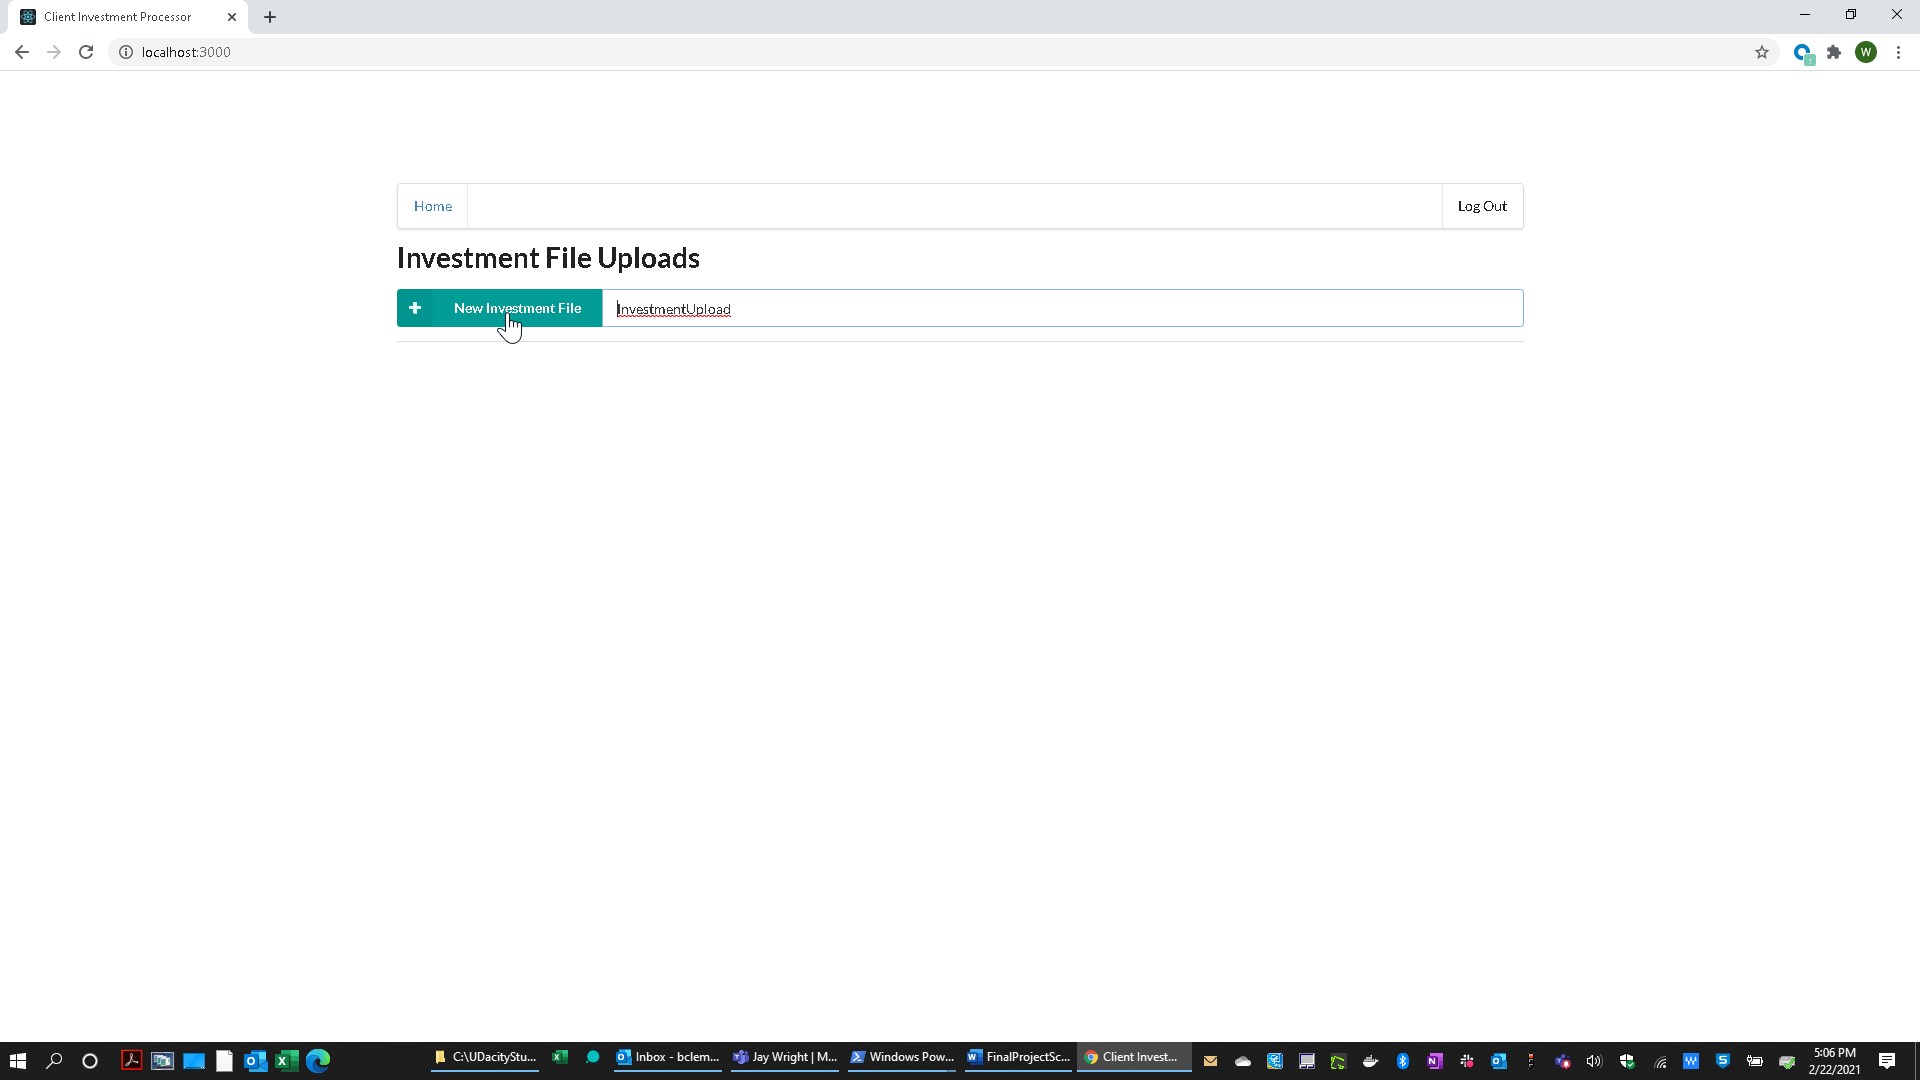 Client Investment Processor
localhost:3000
W
Home
Log Out
Investment File Uploads
New Investment File
InvestmentUpload
C:\UDacityStu...
Inbox - bclem...
Jay Wright | M...
Windows Pow...
FinalProjectSc...
Client Invest...
5:06 PM
2/22/2021